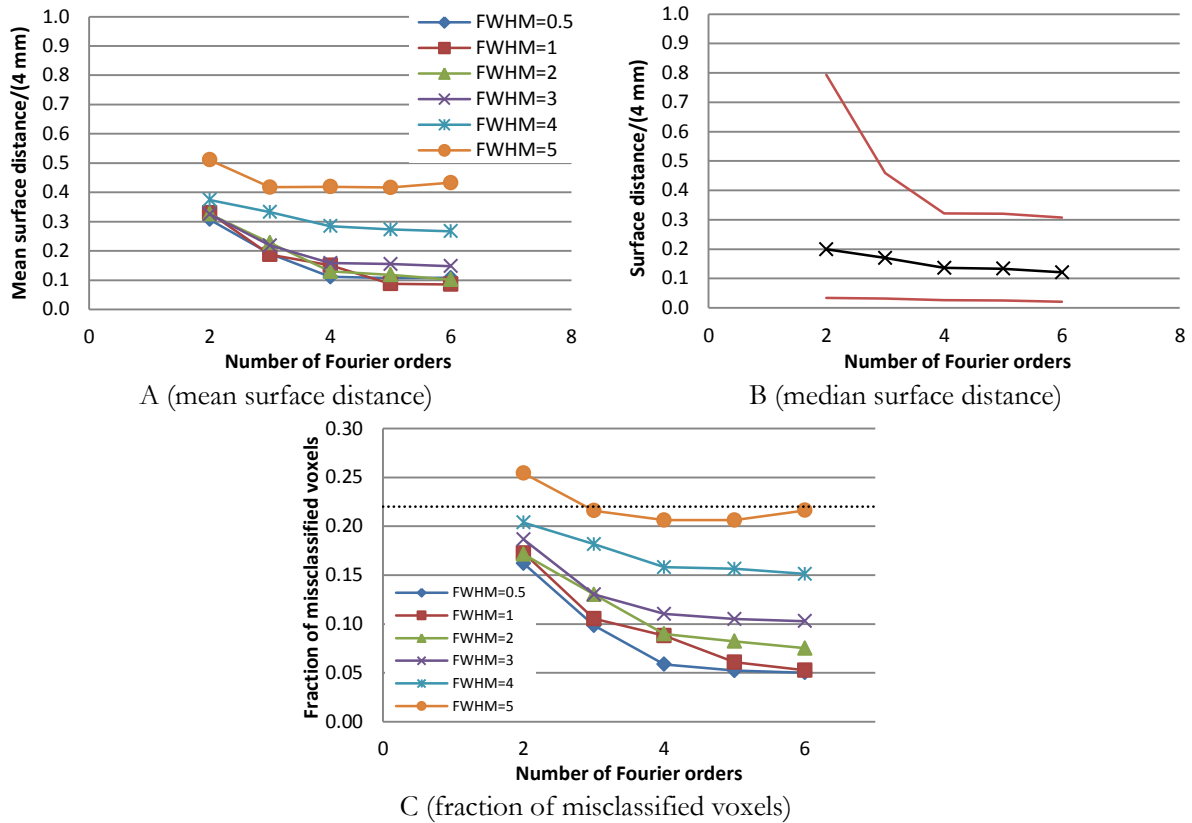 Mean surface distance/(4 mm)
1.0
0.9
0.8
0.7
0.6
0.5
0.4
0.3
0.2
0.1
0.0
FWHM=0.5
FWHM=1
FWHM=2
FWHM=3
FWHM=4
FWHM=5
0 2 4 6 8
Number of Fourier orders
A (mean surface distance)
Surface distance/(4 mm)
1.0
0.9
0.8
0.7
0.6
0.5
0.4
0.3
0.2
0.1
0.0
0 2 4 6 8
Number of Fourier orders
B (median surface distance)
Fraction of missclassified voxels
0.30
0.25
0.20
0.15
0.10
0.05
0.00
FWHM=0.5
FWHM=1
FWHM=2
FWHM=3
FWHM=4
FWHM=5
0 2 4 6
Number of Fourier orders
C (fraction of misclassified voxels)